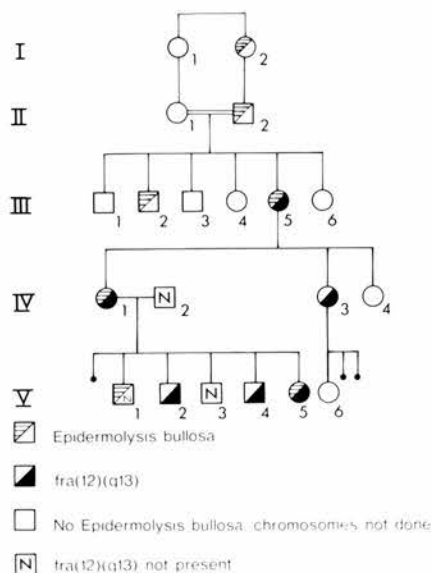 I
1
2
II
1
2
III
1
2
3
4
5
6
IV
1
N
2
3
4
V
N
1
2
N
3
4
5
6
Epidermolysis bullosa
fra(12)(q13)
No Epidermolysis bullosa chromosomes not done
N
fra(12)(q13) not present